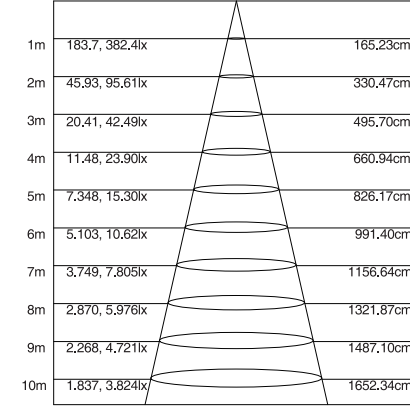 1m 183.7, 382.4lx 165.23cm
2m 45.93, 95.61lx 330.47cm
3m 20.41, 42.49lx 495.70cm
4m 11.48, 23.90lx 660.94cm
5m 7.348, 15.30lx 826.17cm
6m 5.103, 10.62lx 991.40cm
7m 3.749, 7.805lx 1156.64cm
8m 2.870, 5.976lx 1321.87cm
9m 2.268, 4.721lx 1487.10cm
10m 1.837, 3.824lx 1652.34cm